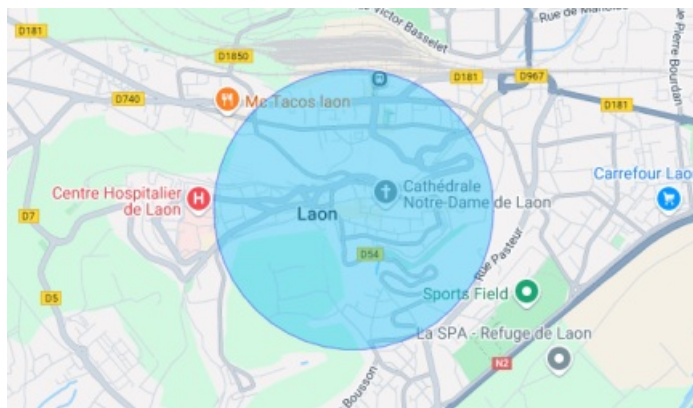 Victor Basselet
Rue de Manoise
D181
D1850
Rue Pierre Bourdan
D181
D967
D740
Mc Tacos laon
D181
Centre Hospitalier
de Laon
Cathédrale
Notre-Dame de Laon
Carrefour Lao
Laon
D7
D54
Rue Pasteur
D5
Sports Field
La SPA - Refuge de Laon
N2
Bousson